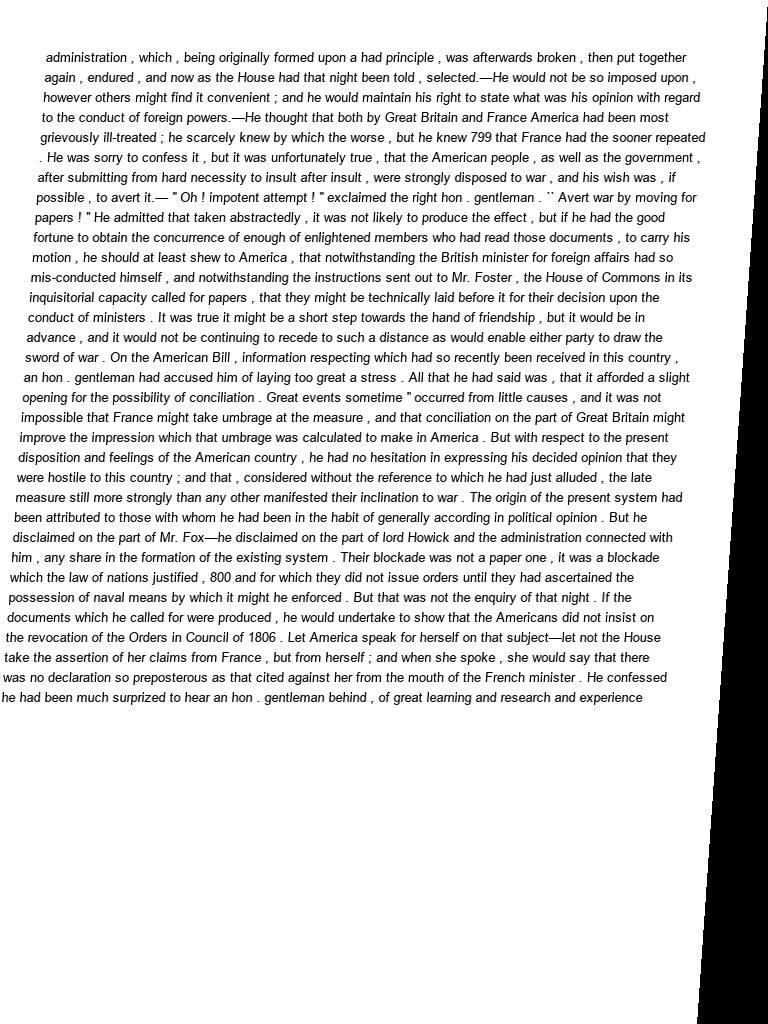 administration , which , being originally formed upon a had principle , was afterwards broken , then put together
again , endured , and now as the House had that night been told , selected.—He would not be so imposed upon ,
however others might find it convenient ; and he would maintain his right to state what was his opinion with regard
to the conduct of foreign powers.—He thought that both by Great Britain and France America had been most
grievously ill-treated ; he scarcely knew by which the worse , but he knew 799 that France had the sooner repeated
. He was sorry to confess it , but it was unfortunately true , that the American people , as well as the government ,
after submitting from hard necessity to insult after insult , were strongly disposed to war , and his wish was , if
possible , to avert it.— " Oh ! impotent attempt ! " exclaimed the right hon . gentleman . `` Avert war by moving for
papers ! " He admitted that taken abstractedly , it was not likely to produce the effect , but if he had the good
fortune to obtain the concurrence of enough of enlightened members who had read those documents , to carry his
motion , he should at least shew to America , that notwithstanding the British minister for foreign affairs had so
mis-conducted himself , and notwithstanding the instructions sent out to Mr. Foster , the House of Commons in its
inquisitorial capacity called for papers , that they might be technically laid before it for their decision upon the
conduct of ministers . It was true it might be a short step towards the hand of friendship , but it would be in
advance , and it would not be continuing to recede to such a distance as would enable either party to draw the
sword of war . On the American Bill , information respecting which had so recently been received in this country ,
an hon . gentleman had accused him of laying too great a stress . All that he had said was , that it afforded a slight
opening for the possibility of conciliation . Great events sometime " occurred from little causes , and it was not
impossible that France might take umbrage at the measure , and that conciliation on the part of Great Britain might
improve the impression which that umbrage was calculated to make in America . But with respect to the present
disposition and feelings of the American country , he had no hesitation in expressing his decided opinion that they
were hostile to this country ; and that , considered without the reference to which he had just alluded , the late
measure still more strongly than any other manifested their inclination to war . The origin of the present system had
been attributed to those with whom he had been in the habit of generally according in political opinion . But he
disclaimed on the part of Mr. Fox—he disclaimed on the part of lord Howick and the administration connected with
him , any share in the formation of the existing system . Their blockade was not a paper one , it was a blockade
which the law of nations justified , 800 and for which they did not issue orders until they had ascertained the
possession of naval means by which it might he enforced . But that was not the enquiry of that night . If the
documents which he called for were produced , he would undertake to show that the Americans did not insist on
the revocation of the Orders in Council of 1806 . Let America speak for herself on that subject—let not the House
take the assertion of her claims from France , but from herself ; and when she spoke , she would say that there
was no declaration so preposterous as that cited against her from the mouth of the French minister . He confessed
he had been much surprized to hear an hon . gentleman behind , of great learning and research and experience